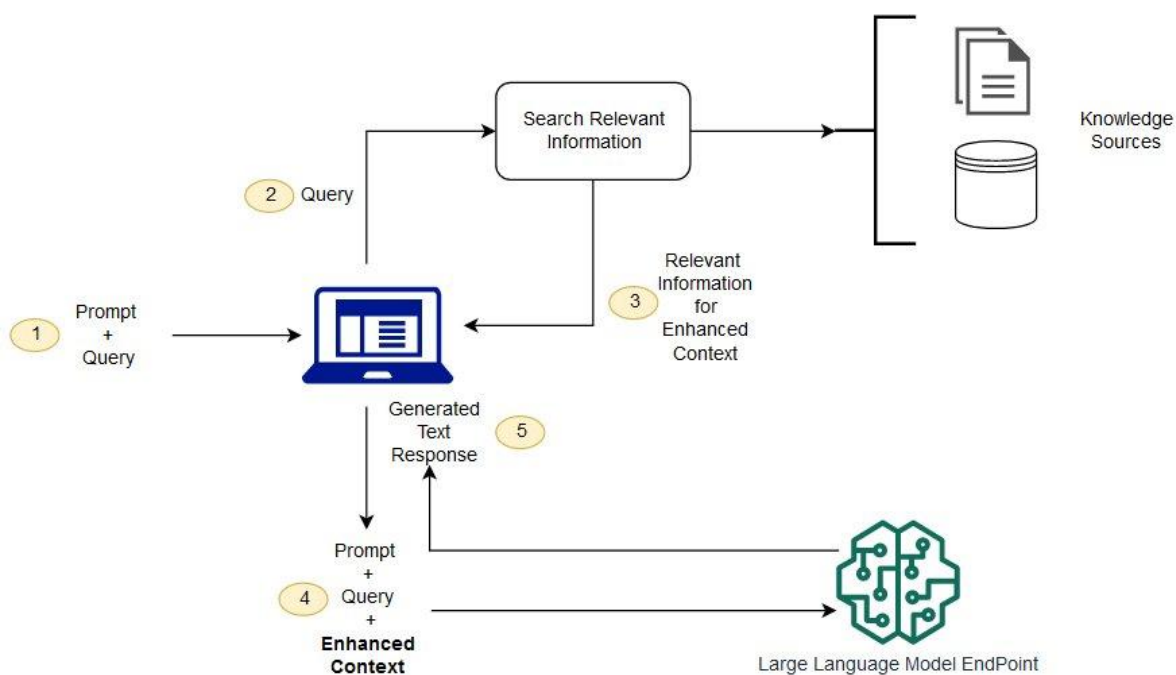 Search Relevant
Information
Knowledge
Sources
2
Query
1
Prompt
+
Query
3
Relevant
Information
for
Enhanced
Context
Generated
Text
Response
5
4
Prompt
+
Query
+
Enhanced
Context
Large Language Model EndPoint